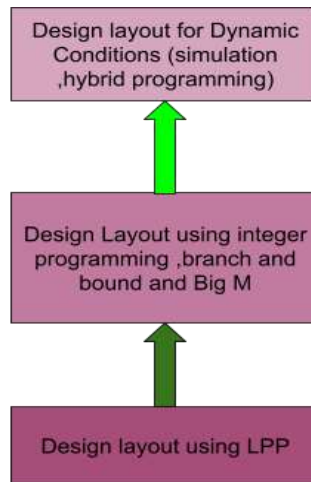 Design layout for Dynamic
Conditions (simulation
,hybrid programming)
Design Layout using integer
programming ,branch and
bound and Big M
Design layout using LPP